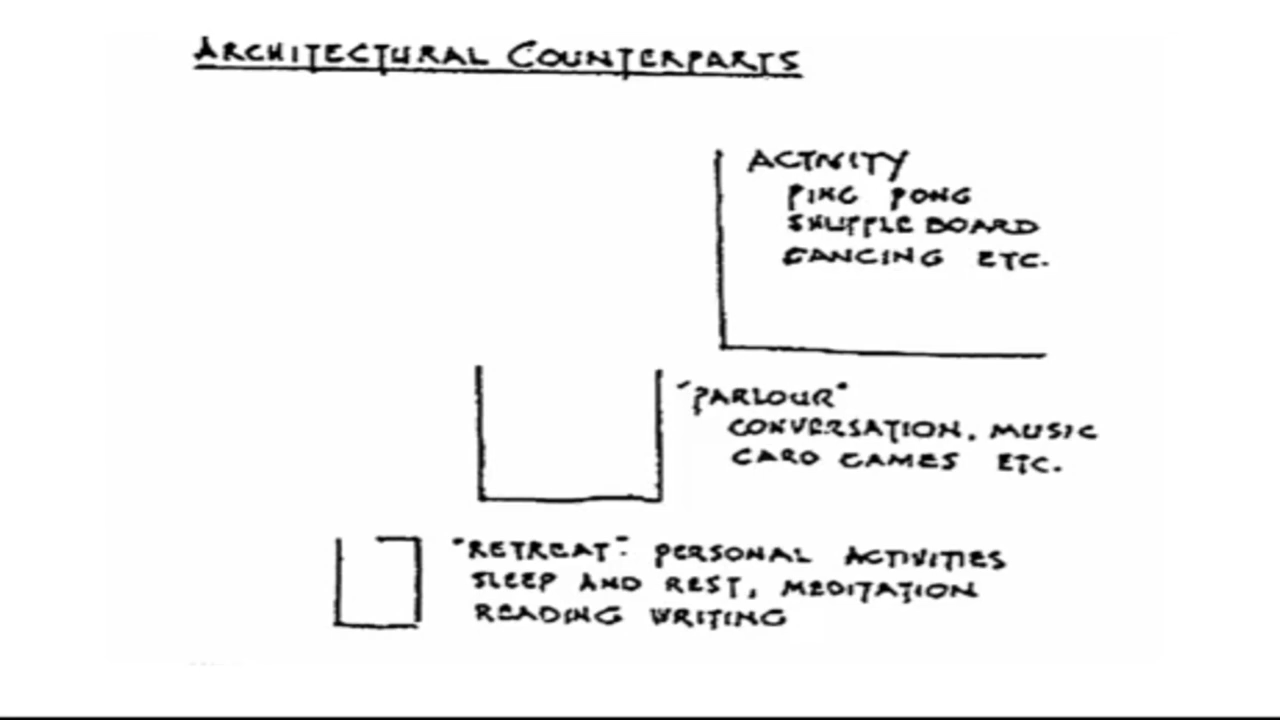 ARCHITECTURAL COUNTERPARTS
ACTIVITY
PING PONG
SHUFFLE BOARD
DANCING ETC.
"PARLOUR"
CONVERSATION, MUSIC
CARD GAMES ETC.
"RETREAT": PERSONAL ACTIVITIES
SLEEP AND REST, MEDITATION
READING WRITING